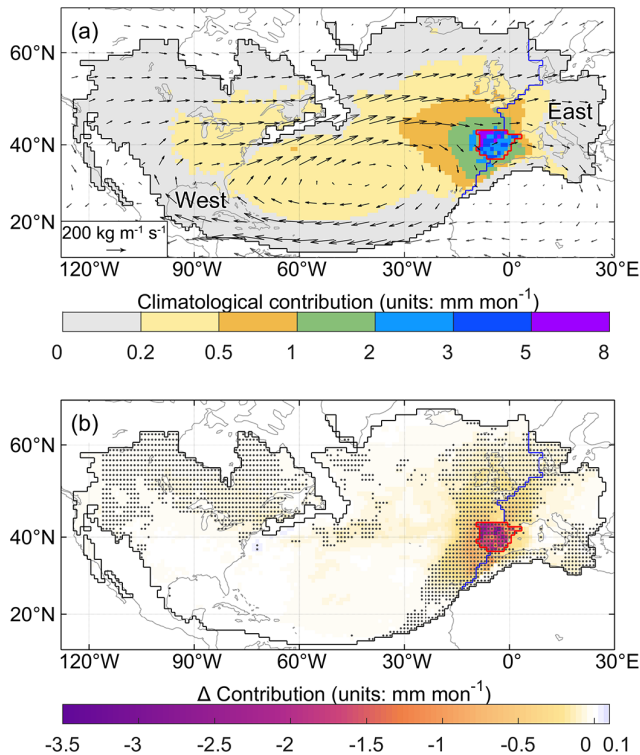 (a)
60°N
40°N
20°N
East
West
200 kg m⁻¹ s⁻¹
120°W 90°W 60°W 30°W 0° 30°E
Climatological contribution (units: mm mon⁻¹)
0 0.2 0.5 1 2 3 5 8
(b)
60°N
40°N
20°N
120°W 90°W 60°W 30°W 0° 30°E
Δ Contribution (units: mm mon⁻¹)
-3.5 -3 -2.5 -2 -1.5 -1 -0.5 0 0.1